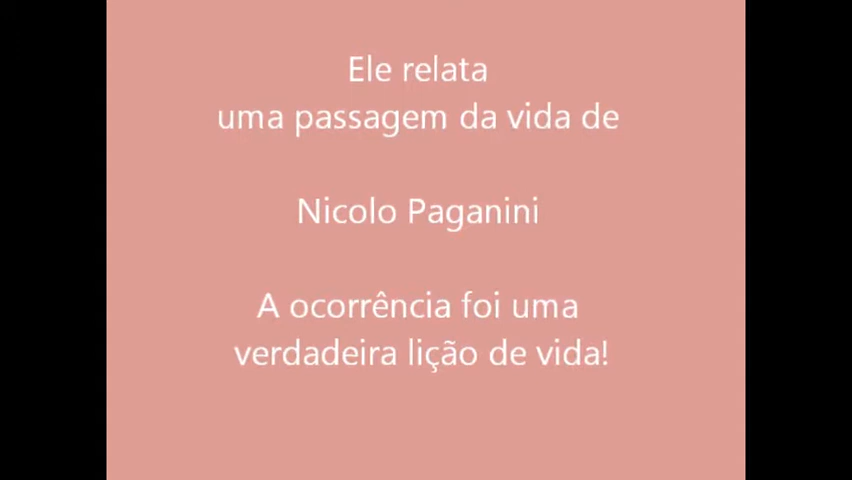 Ele relata
uma passagem da vida de
Nicolo Paganini
A ocorrência foi uma
verdadeira lição de vida!